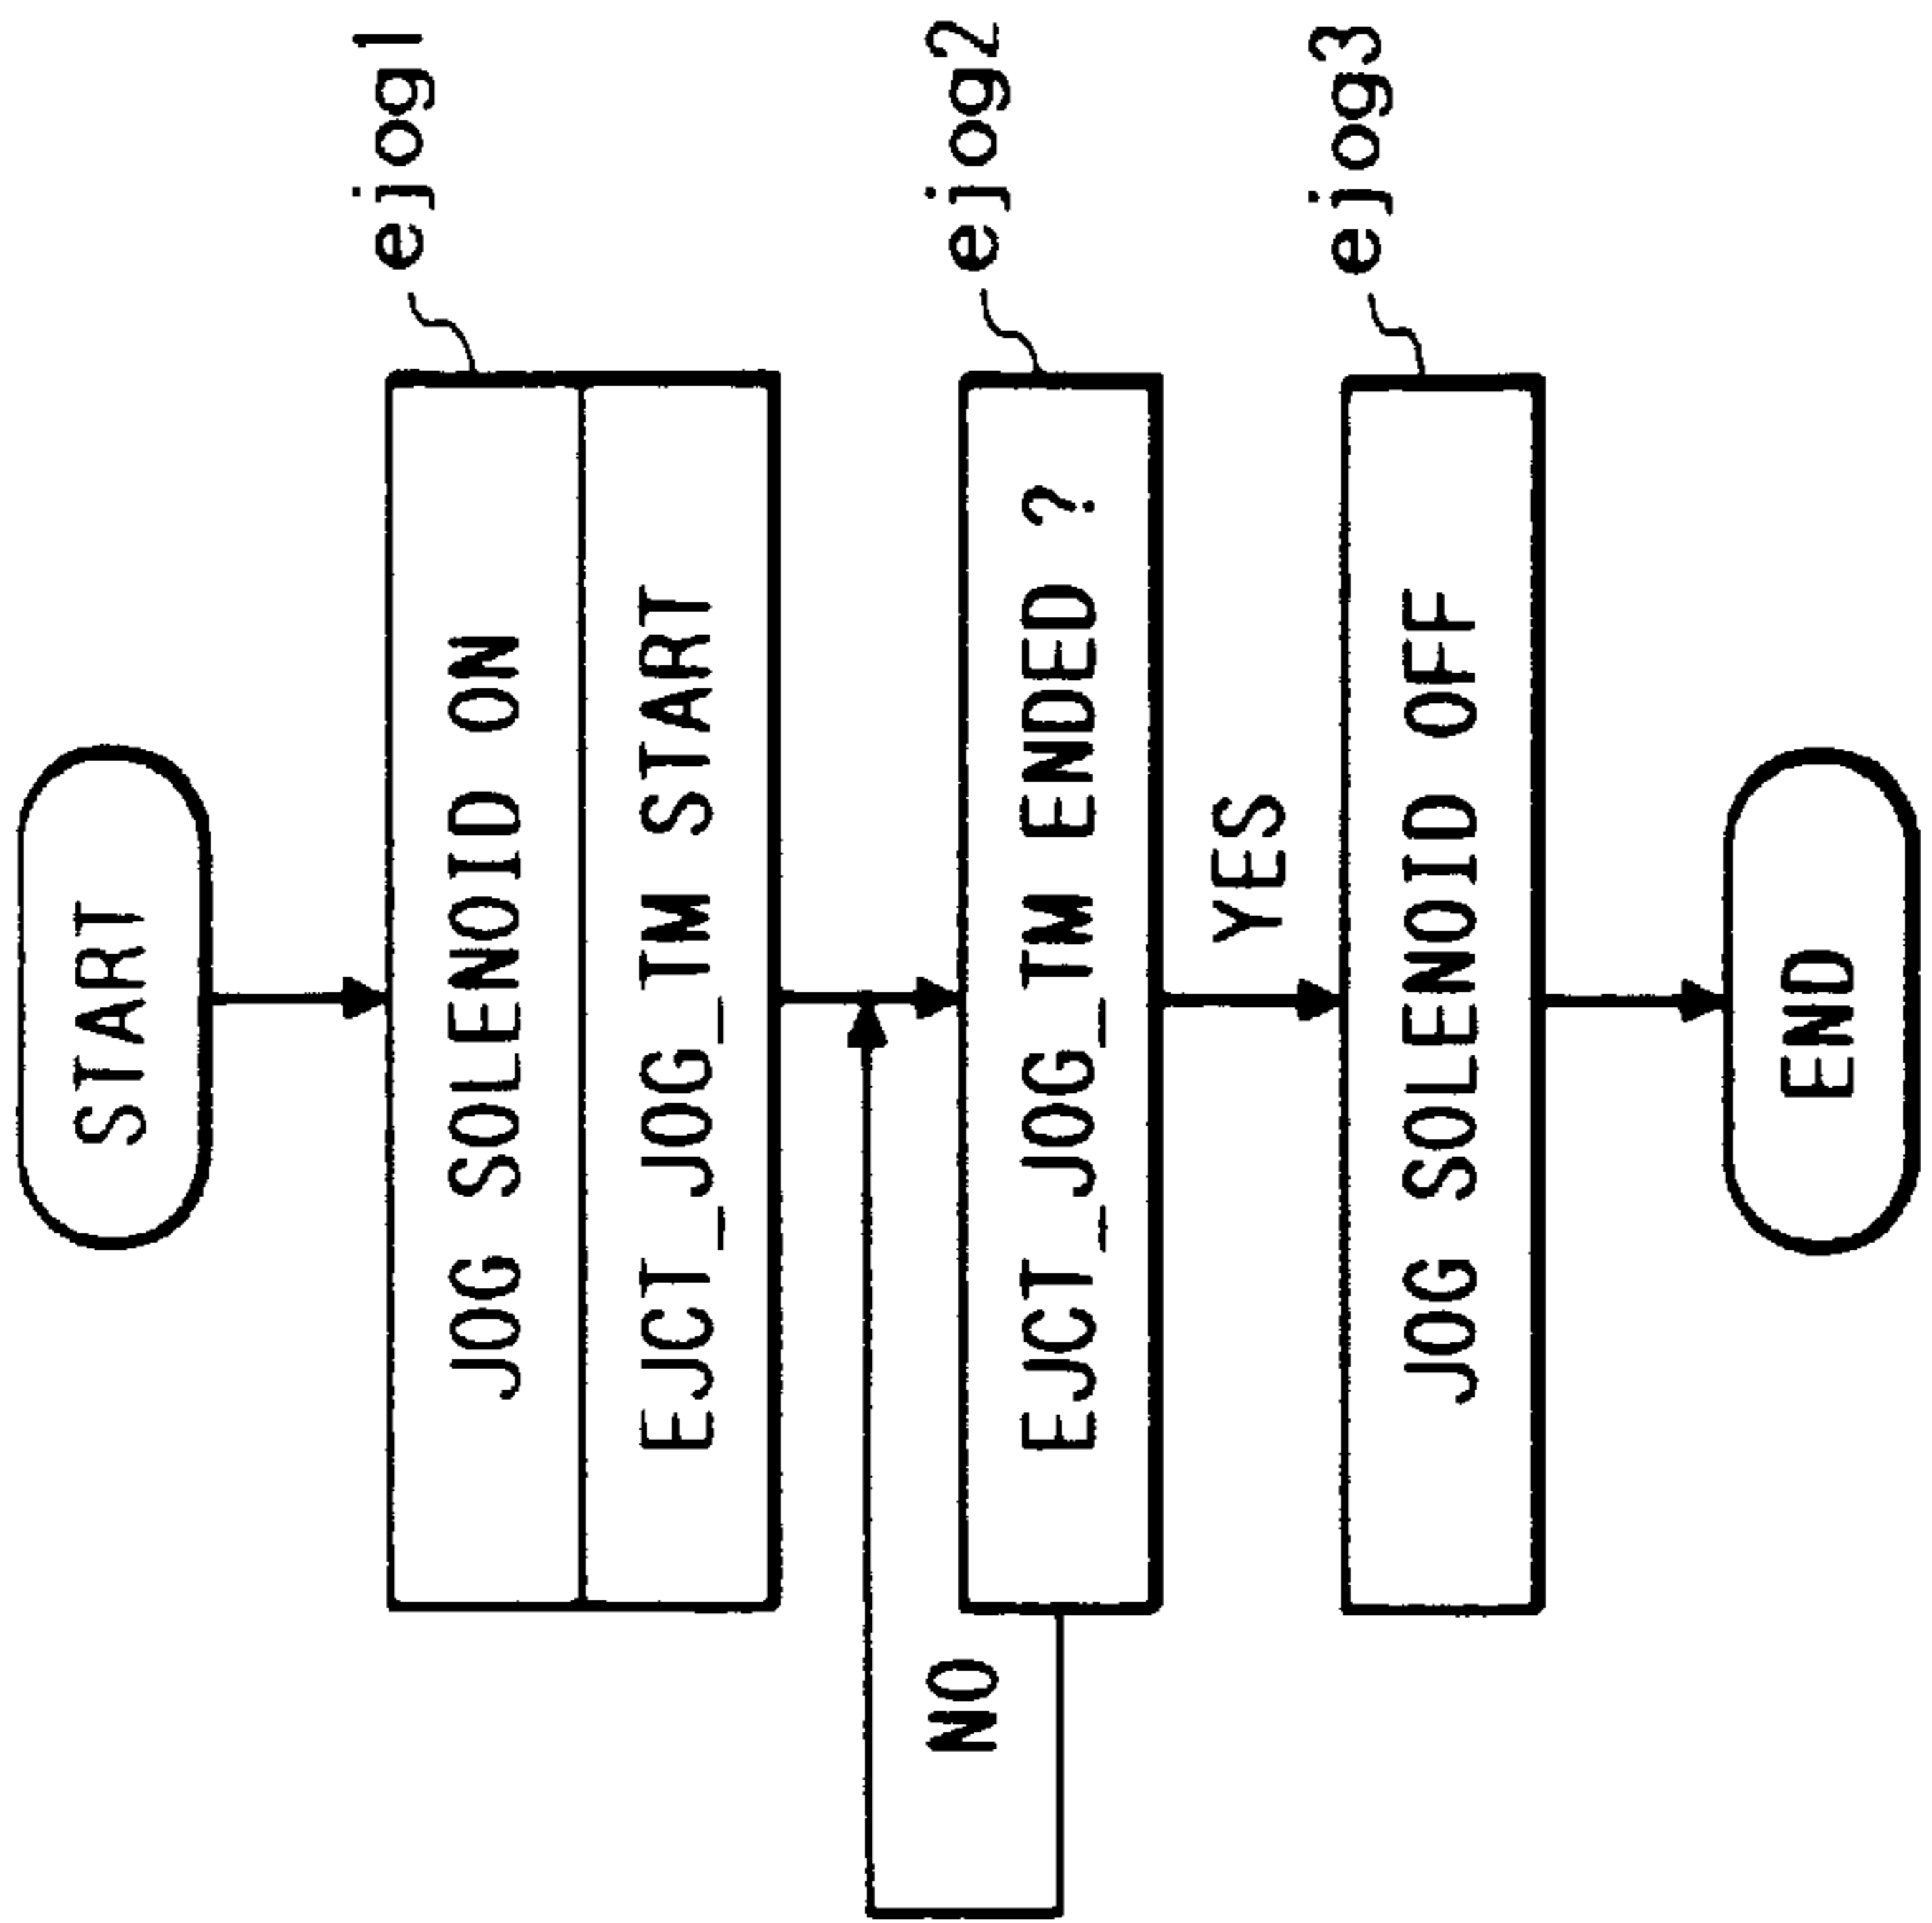 START
JOG SOLENOID ON
ejog1
EJCT_JOG_TM START
EJCT_JOG_TM ENDED ?
ejog2
NO
YES
JOG SOLENOID OFF
ejog3
END